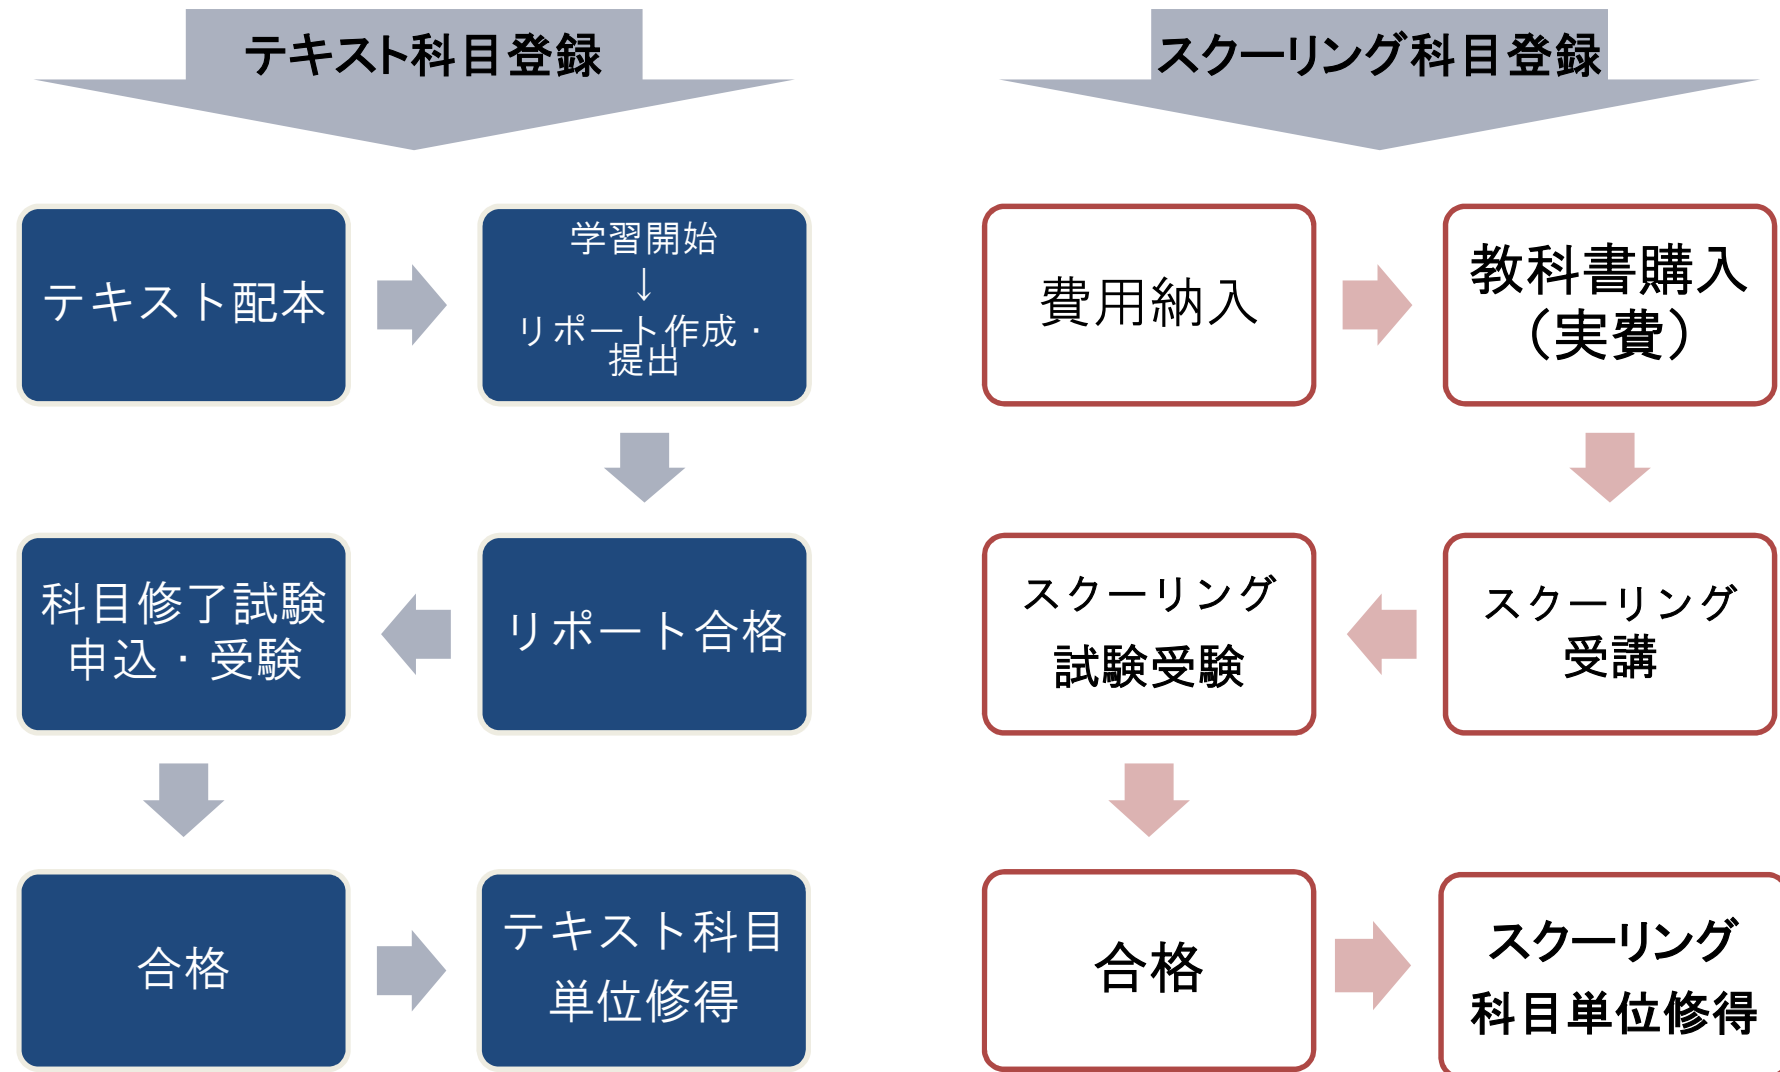 テキスト科目登録
テキスト配本
学習開始
↓
リポート作成・
提出
リポート合格
科目修了試験
申込・受験
合格
テキスト科目
単位修得
スクーリング科目登録
費用納入
教科書購入
（実費）
スクーリング
受講
スクーリング
試験受験
合格
スクーリング
科目単位修得